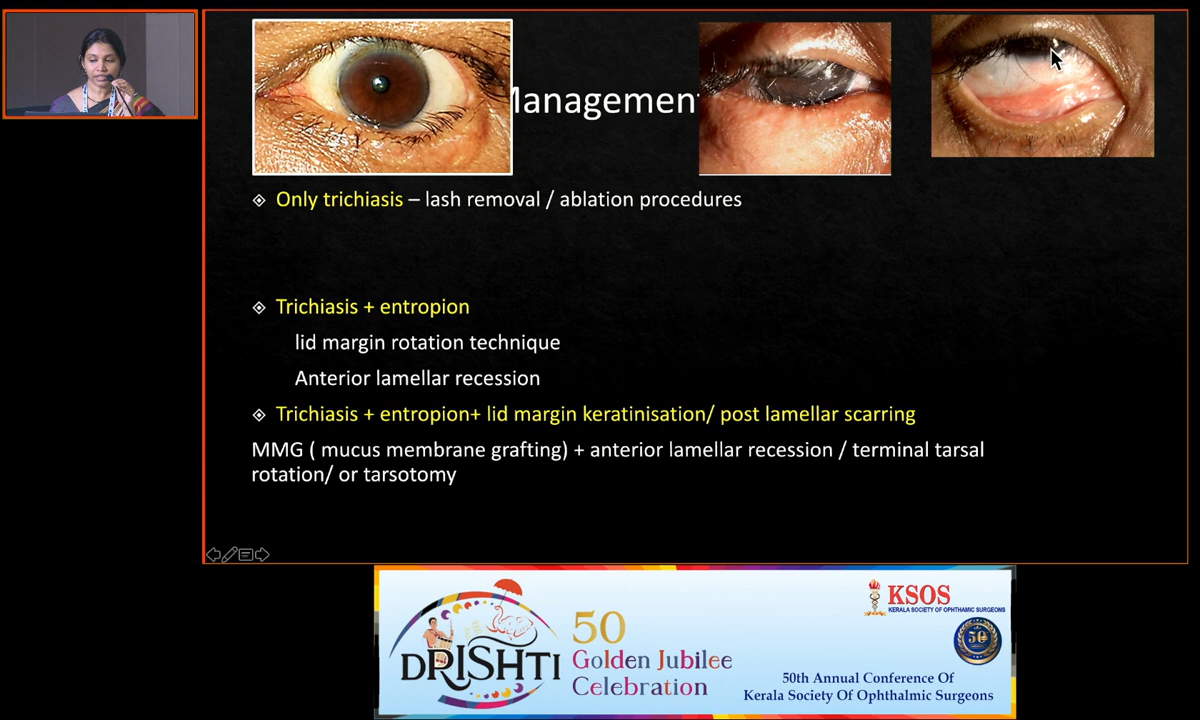 Management
Only trichiasis – lash removal / ablation procedures
Trichiasis + entropion
lid margin rotation technique
Anterior lamellar recession
Trichiasis + entropion+ lid margin keratinisation/ post lamellar scarring
MMG ( mucus membrane grafting) + anterior lamellar recession / terminal tarsal
rotation/ or tarsotomy
DRISHTI
50
Golden Jubilee
Celebration
KSOS
KERALA SOCIETY OF OPHTHAMIC SURGEONS
50
50th Annual Conference Of
Kerala Society Of Ophthalmic Surgeons